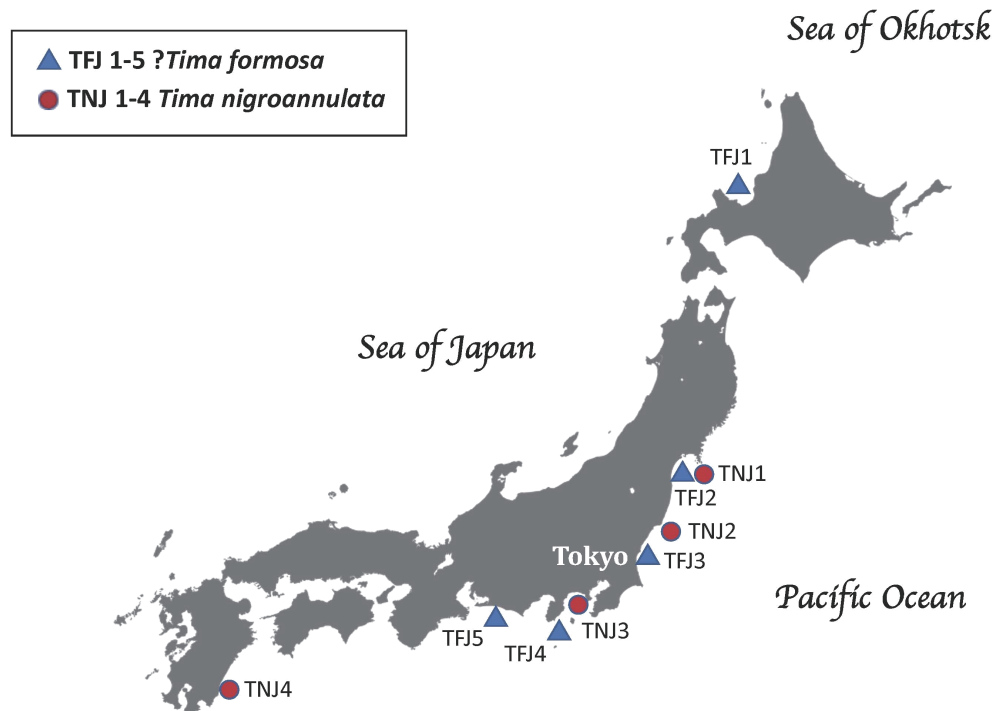 Sea of Okhotsk
TFJ 1-5 ?Tima formosa
TNJ 1-4 Tima nigroannulata
TFJ1
Sea of Japan
TNJ1
TFJ2
TNJ2
Tokyo
TFJ3
Pacific Ocean
TNJ3
TFJ5
TFJ4
TNJ4